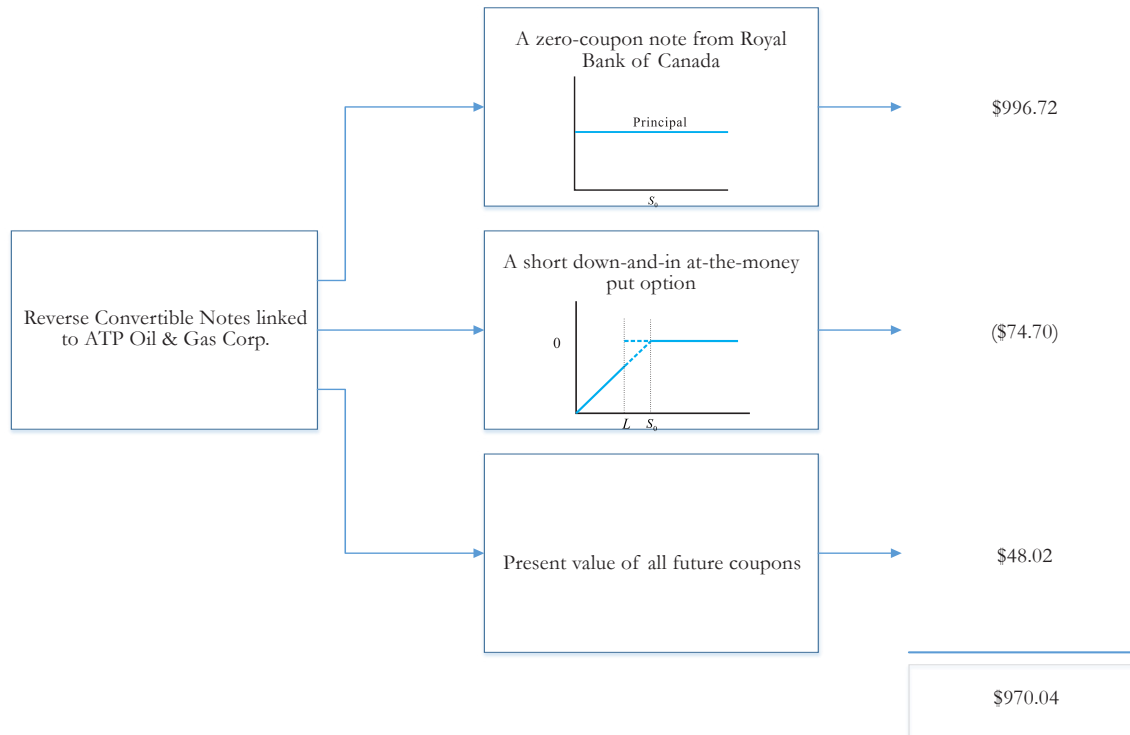 A zero-coupon note from Royal
Bank of Canada
Principal
S₀
$996.72
Reverse Convertible Notes linked
to ATP Oil & Gas Corp.
A short down-and-in at-the-money
put option
0
L S₀
($74.70)
Present value of all future coupons
$48.02
$970.04